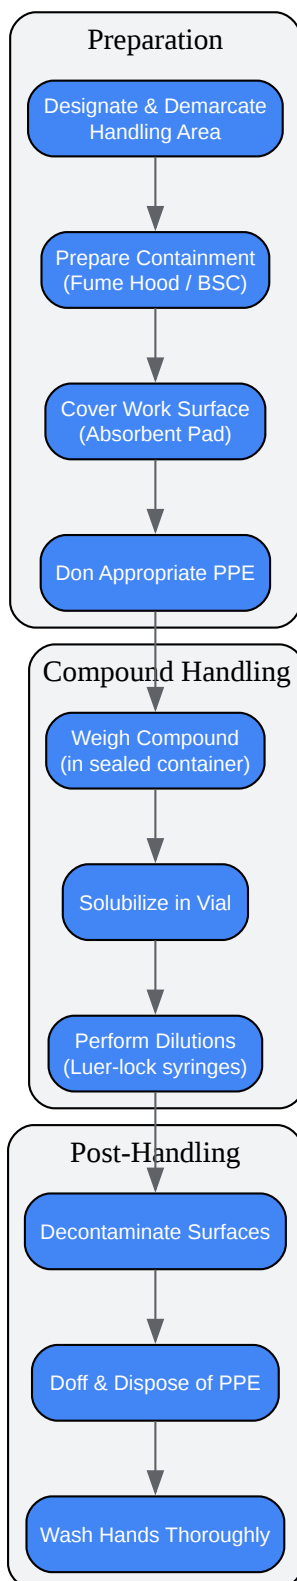 Preparation
Designate & Demarcate
Handling Area
Prepare Containment
(Fume Hood / BSC)
Cover Work Surface
(Absorbent Pad)
Don Appropriate PPE
Compound Handling
Weigh Compound
(in sealed container)
Solubilize in Vial
Perform Dilutions
(Luer-lock syringes)
Post-Handling
Decontaminate Surfaces
Doff & Dispose of PPE
Wash Hands Thoroughly